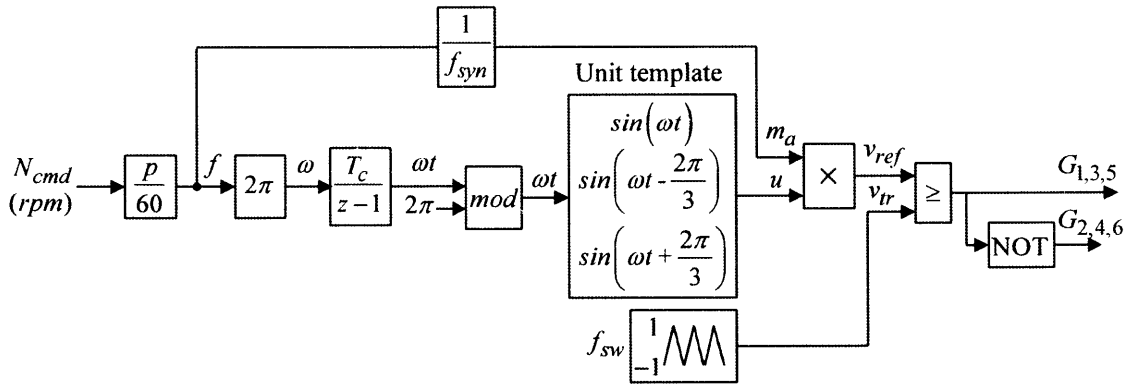 1
f_syn
Unit template
N_cmd
(rpm)
p
60
f
2π
ω
T_c
z − 1
ωt
2π
mod
ωt
sin(ωt)
sin(ωt - 2π/3)
sin(ωt + 2π/3)
m_a
u
×
v_ref
v_tr
≥
G_1,3,5
NOT
G_2,4,6
f_sw
1
−1